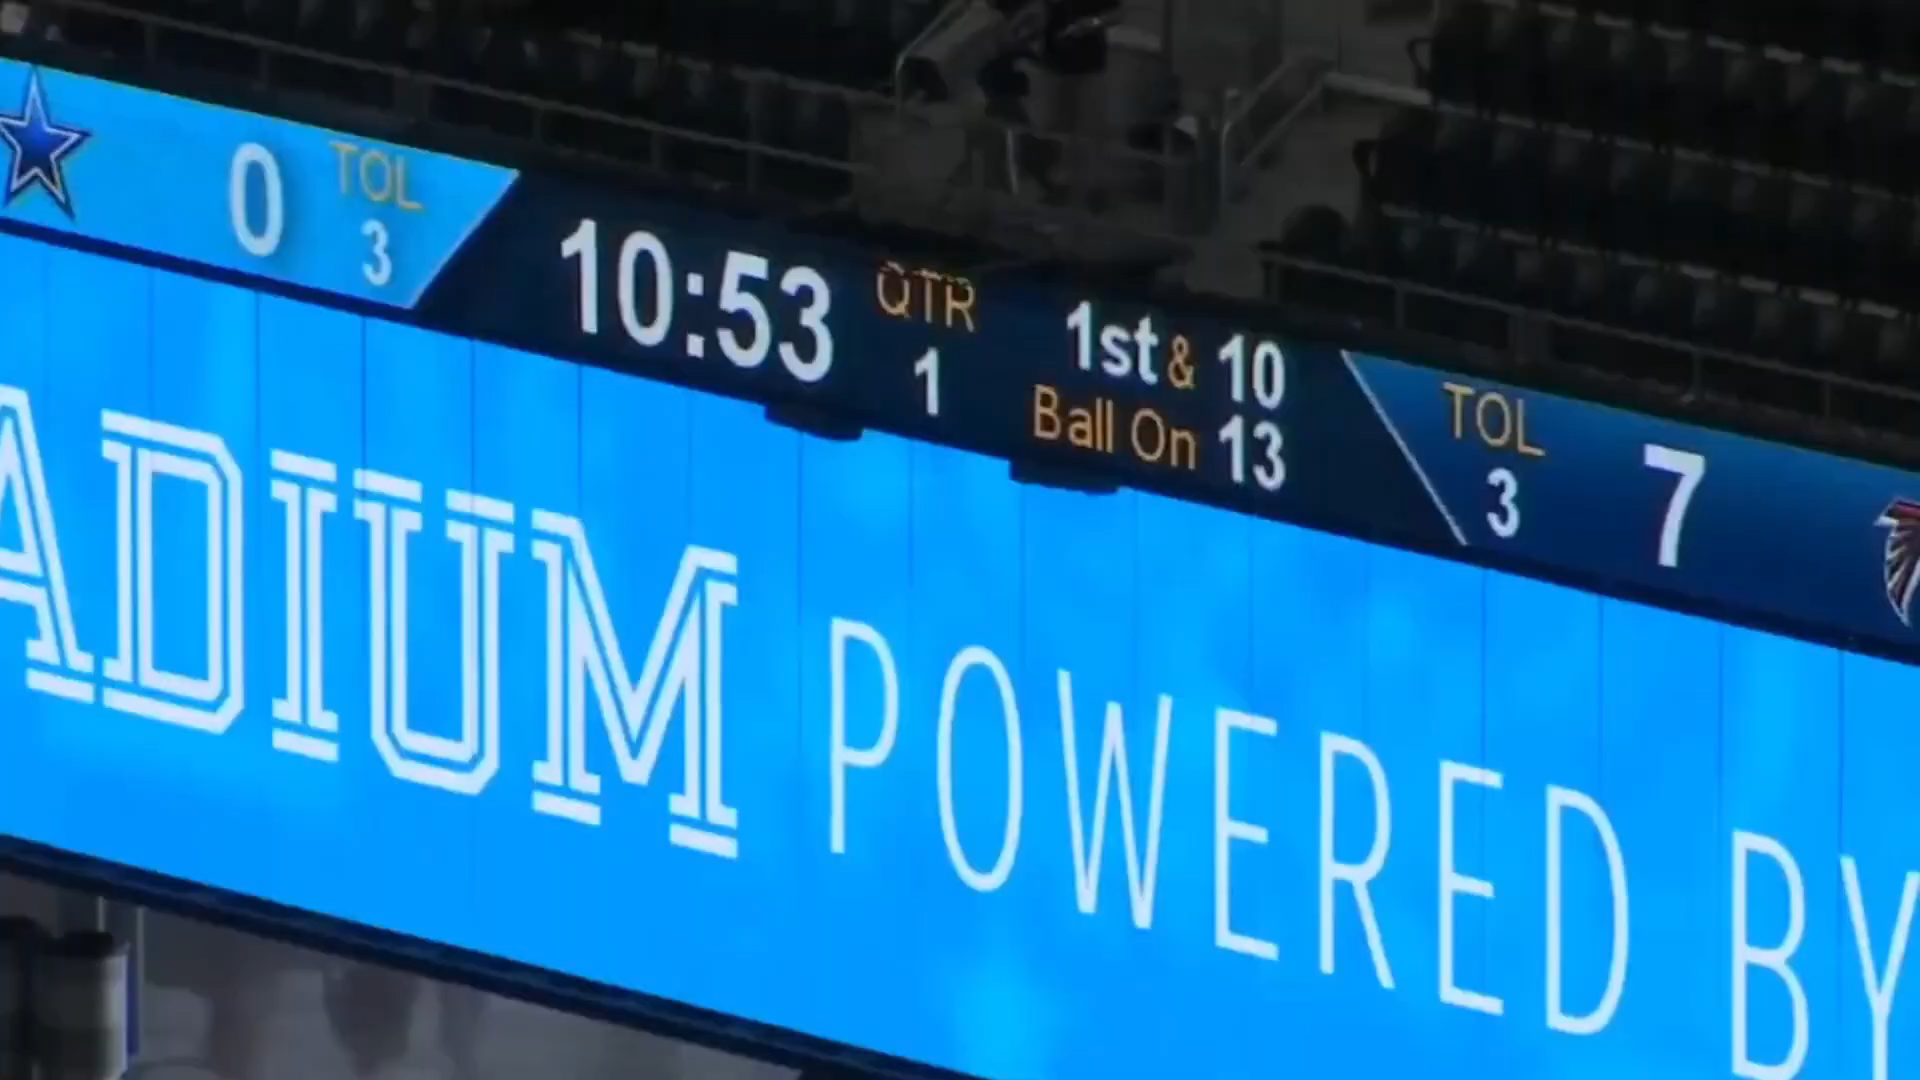 0 TOL 3
10:53 QTR 1
1st & 10
Ball On 13
TOL 3 7
ADIUM POWERED BY